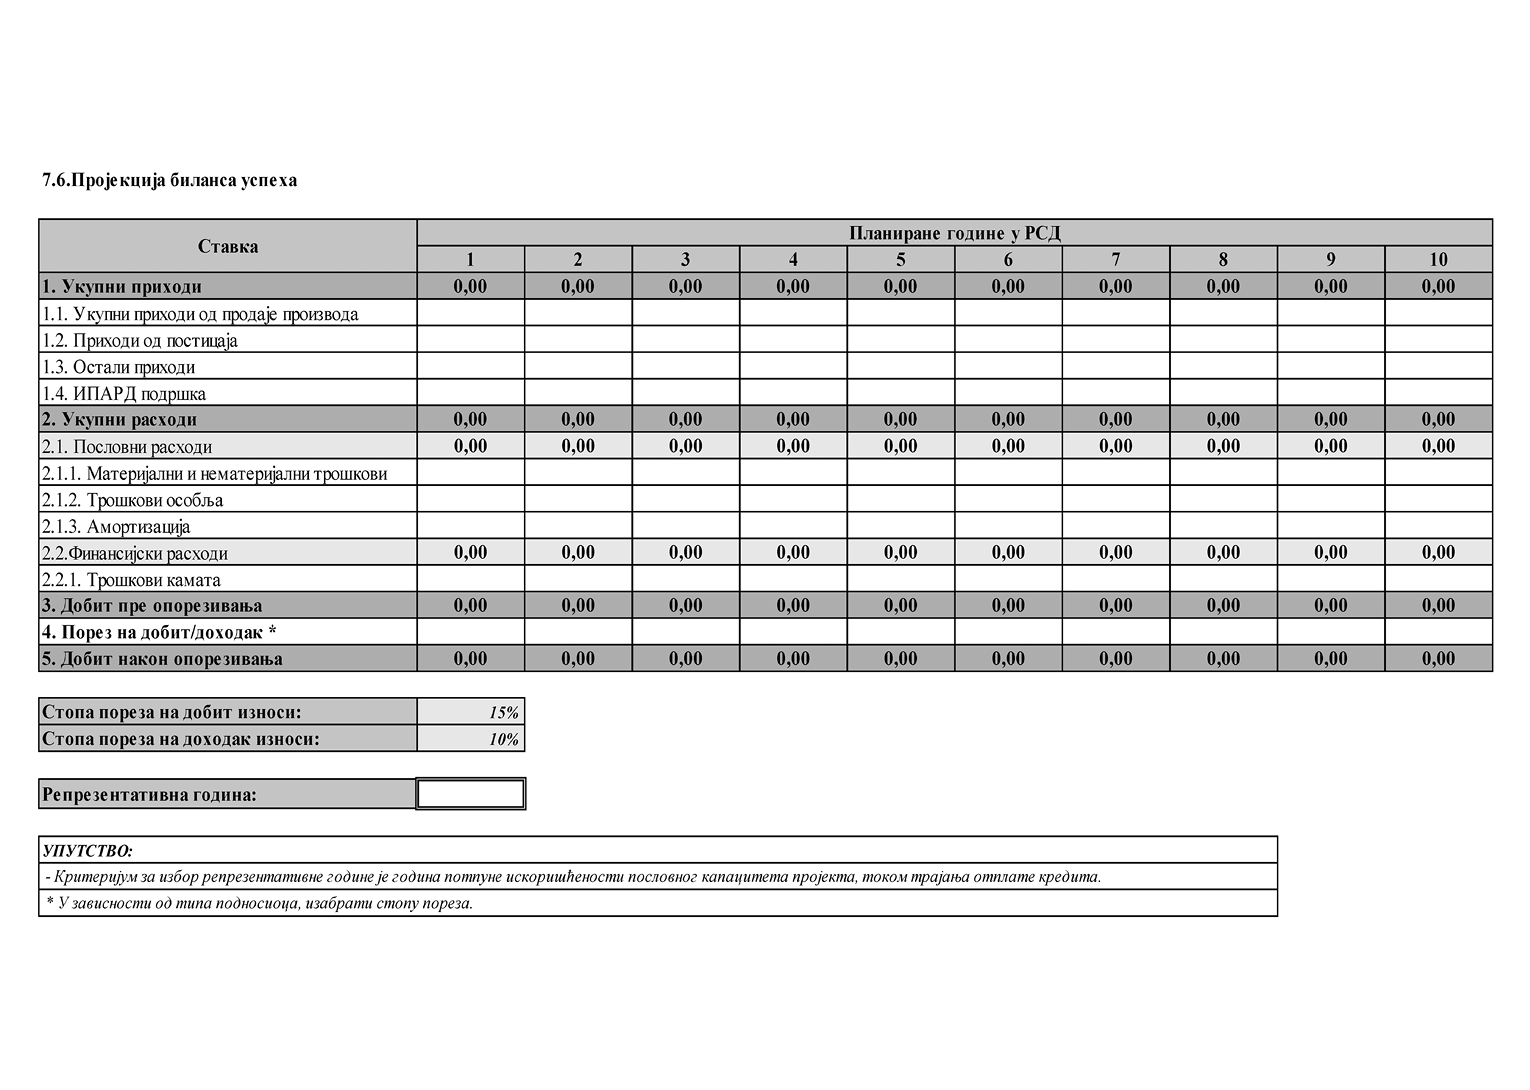 7.6.Пројекција биланса успеха
Ставка Планиране године у РСД
1 2 3 4 5 6 7 8 9 10
1. Укупни приходи 0,00 0,00 0,00 0,00 0,00 0,00 0,00 0,00 0,00 0,00
1.1. Укупни приходи од продаје производа
1.2. Приходи од постицаја
1.3. Остали приходи
1.4. ИПАРД подршка
2. Укупни расходи 0,00 0,00 0,00 0,00 0,00 0,00 0,00 0,00 0,00 0,00
2.1. Пословни расходи 0,00 0,00 0,00 0,00 0,00 0,00 0,00 0,00 0,00 0,00
2.1.1. Материјални и нематеријални трошкови
2.1.2. Трошкови особља
2.1.3. Амортизација
2.2.Финансијски расходи 0,00 0,00 0,00 0,00 0,00 0,00 0,00 0,00 0,00 0,00
2.2.1. Трошкови камата
3. Добит пре опорезивања 0,00 0,00 0,00 0,00 0,00 0,00 0,00 0,00 0,00 0,00
4. Порез на добит/доходак *
5. Добит након опорезивања 0,00 0,00 0,00 0,00 0,00 0,00 0,00 0,00 0,00 0,00
Стопа пореза на добит износи: 15%
Стопа пореза на доходак износи: 10%
Репрезентативна година:
УПУТСТВО:
- Критеријум за избор репрезентативне године је година потпуне искоришћености пословног капацитета пројекта, током трајања отплате кредита.
* У зависности од типа подносиоца, изабрати стопу пореза.